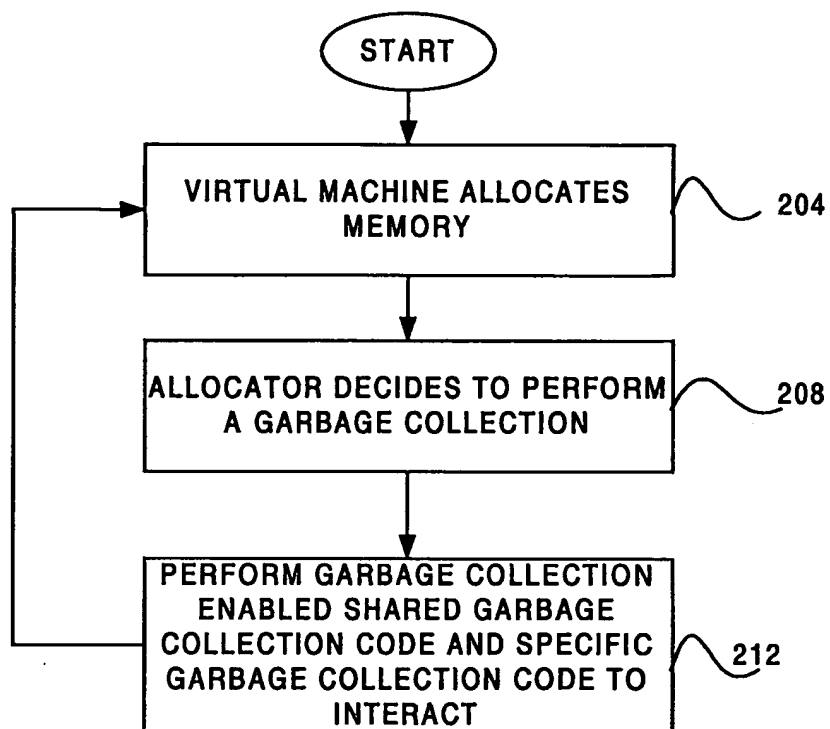 START
VIRTUAL MACHINE ALLOCATES
MEMORY
204
ALLOCATOR DECIDES TO PERFORM
A GARBAGE COLLECTION
208
PERFORM GARBAGE COLLECTION
ENABLED SHARED GARBAGE
COLLECTION CODE AND SPECIFIC
GARBAGE COLLECTION CODE TO
INTERACT
212